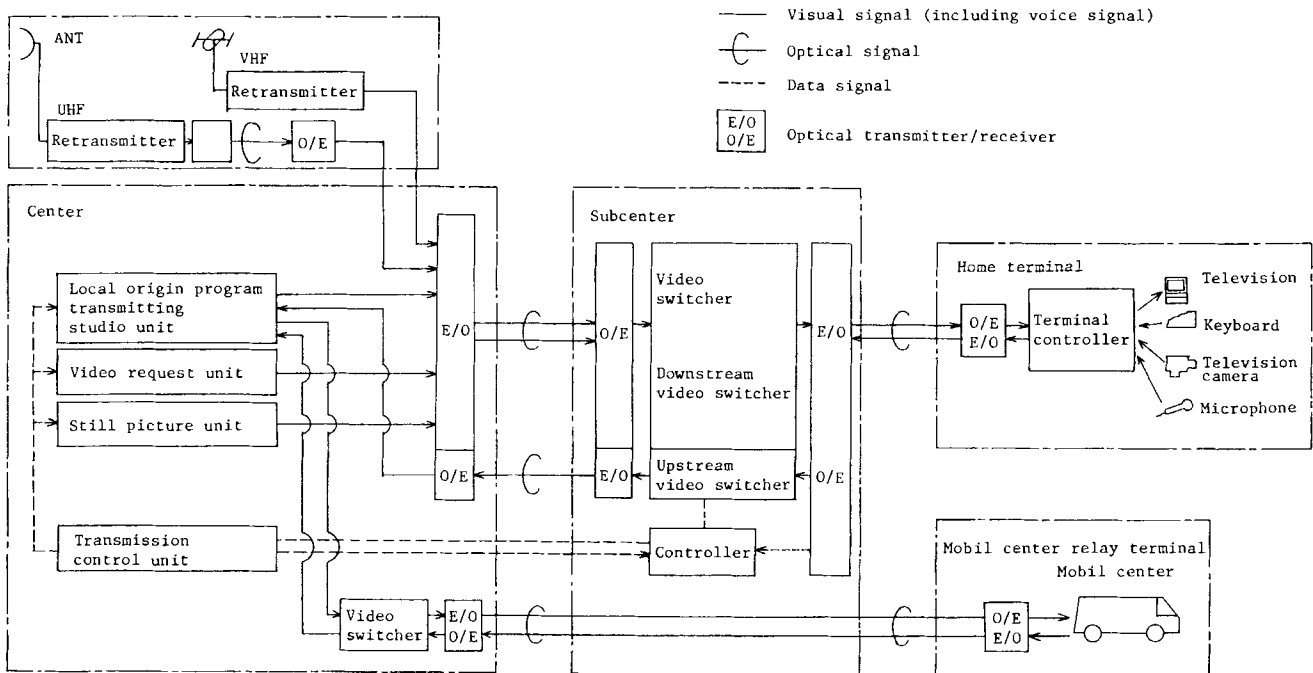 ANT
VHF
Retransmitter
UHF
Retransmitter
O/E
Visual signal (including voice signal)
Optical signal
Data signal
E/O
O/E
Optical transmitter/receiver
Center
Local origin program
transmitting
studio unit
Video request unit
Still picture unit
Transmission
control unit
E/O
O/E
Video
switcher
E/O
O/E
Subcenter
O/E
E/O
Video
switcher
Downstream
video switcher
Upstream
video switcher
Controller
E/O
O/E
Home terminal
O/E
E/O
Terminal
controller
Television
Keyboard
Television
camera
Microphone
Mobil center relay terminal
Mobil center
O/E
E/O